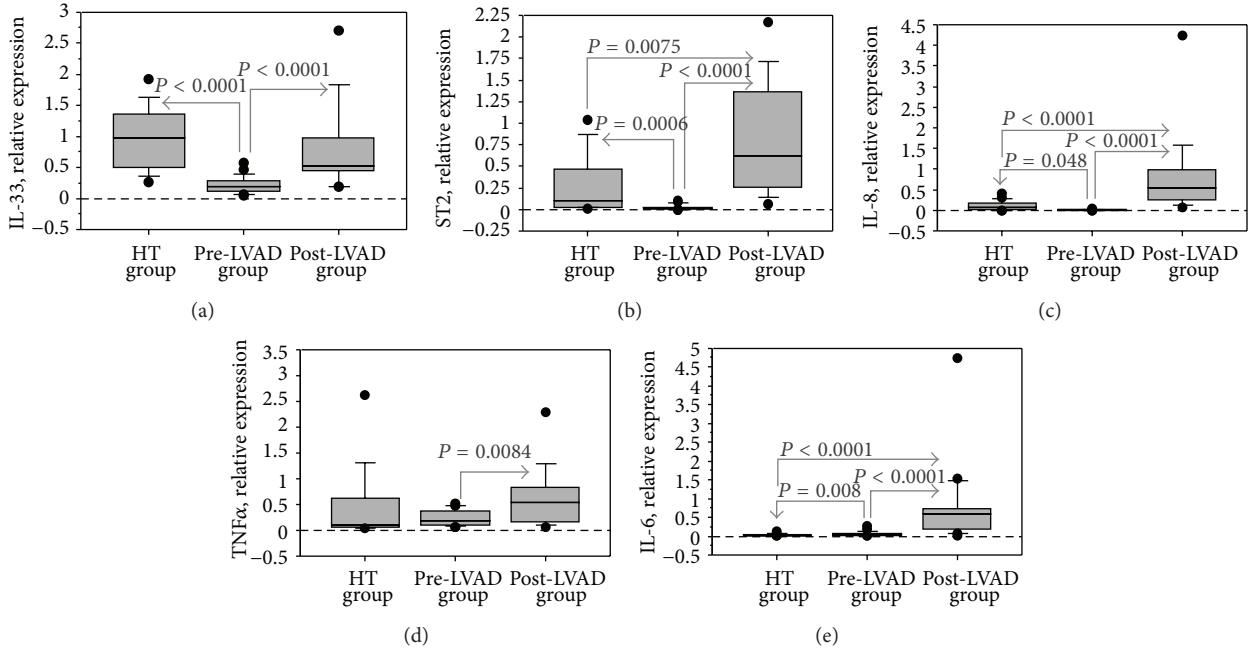 IL-33, relative expression
3
2.5
2
1.5
1
0.5
0
−0.5
P < 0.0001
P < 0.0001
HT group
Pre-LVAD group
Post-LVAD group
(a)
ST2, relative expression
2.25
2
1.75
1.5
1.25
1
0.75
0.5
0.25
0
−0.25
P = 0.0075
P < 0.0001
P = 0.0006
HT group
Pre-LVAD group
Post-LVAD group
(b)
IL-8, relative expression
4.5
4
3.5
3
2.5
2
1.5
1
0.5
0
0.5
P < 0.0001
P < 0.0001
P = 0.048
HT group
Pre-LVAD group
Post-LVAD group
(c)
TNFα, relative expression
3.5
3
2.5
2
1.5
1
0.5
0
−0.5
P = 0.0084
HT group
Pre-LVAD group
Post-LVAD group
(d)
IL-6, relative expression
5
4.5
4
3.5
3
2.5
2
1.5
1
0.5
0
0.5
P < 0.0001
P < 0.0001
P = 0.008
HT group
Pre-LVAD group
Post-LVAD group
(e)